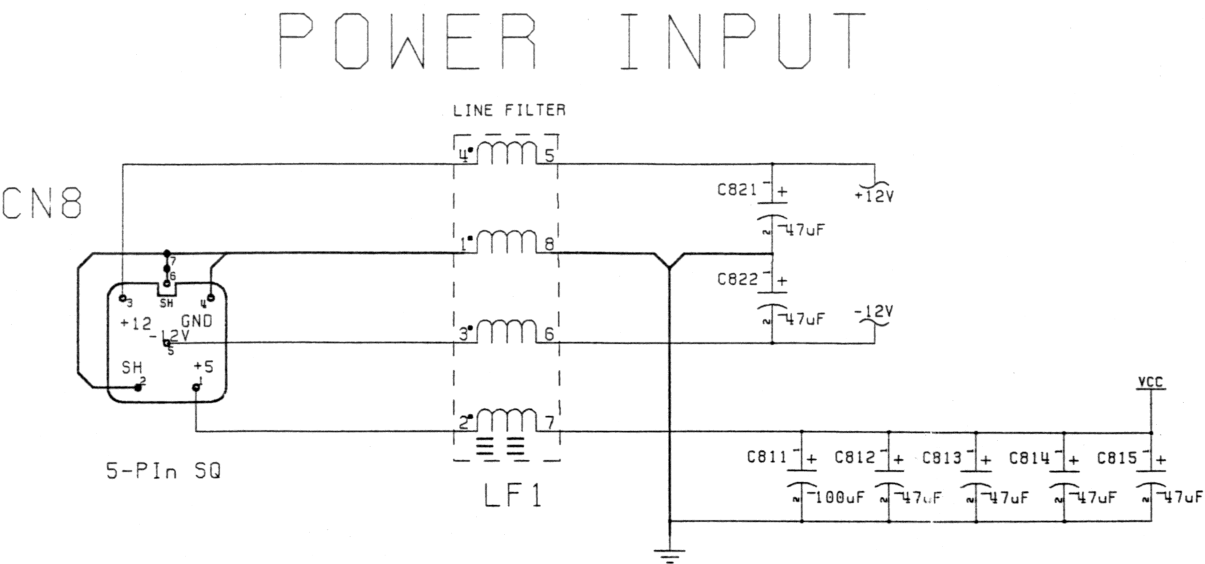 POWER INPUT
LINE FILTER
4 5
C821 +
+12V
47uF
CN8
1 8
7
6
C822 +
-12V
47uF
3 SH 4
+12 GND
-12V
5
3 6
SH +5
2 1
VCC
2 7
C811 + C812 + C813 + C814 + C815 +
100uF 47uF 47uF 47uF 47uF
5-PIn SQ
LF1